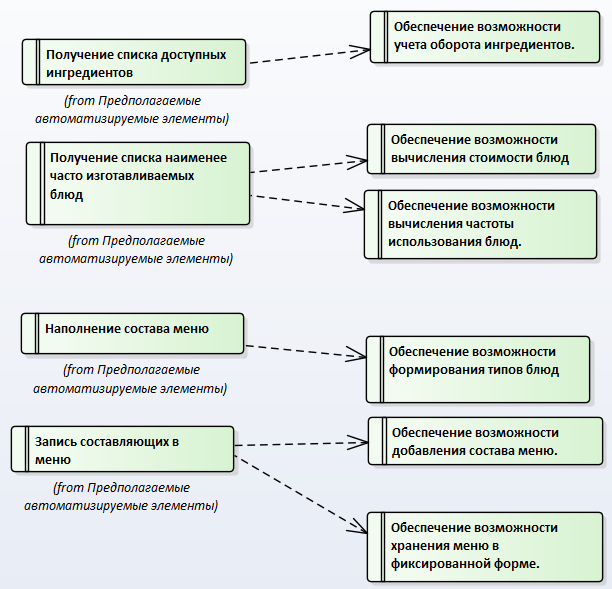 Получение списка доступных
ингредиентов
(from Предполагаемые
автоматизируемые элементы)
Обеспечение возможности
учета оборота ингредиентов.
Получение списка наименее
часто изготавливаемых
блюд
(from Предполагаемые
автоматизируемые элементы)
Обеспечение возможности
вычисления стоимости блюд
Обеспечение возможности
вычисления частоты
использования блюд.
Наполнение состава меню
(from Предполагаемые
автоматизируемые элементы)
Обеспечение возможности
формирования типов блюд
Запись составляющих в
меню
(from Предполагаемые
автоматизируемые элементы)
Обеспечение возможности
добавления состава меню.
Обеспечение возможности
хранения меню в
фиксированной форме.